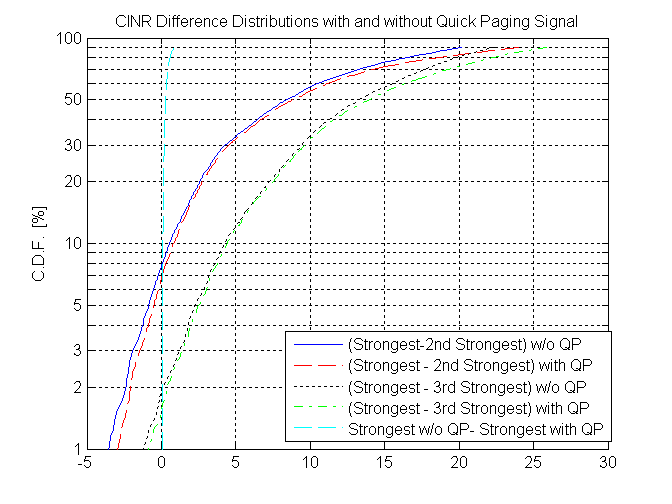 CINR Difference Distributions with and without Quick Paging Signal
100
50
30
20
10
5
3
2
1
C.D.F. [%]
(Strongest-2nd Strongest) w/o QP
(Strongest - 2nd Strongest) with QP
(Strongest - 3rd Strongest) w/o QP
(Strongest - 3rd Strongest) with QP
Strongest w/o QP- Strongest with QP
-5 0 5 10 15 20 25 30